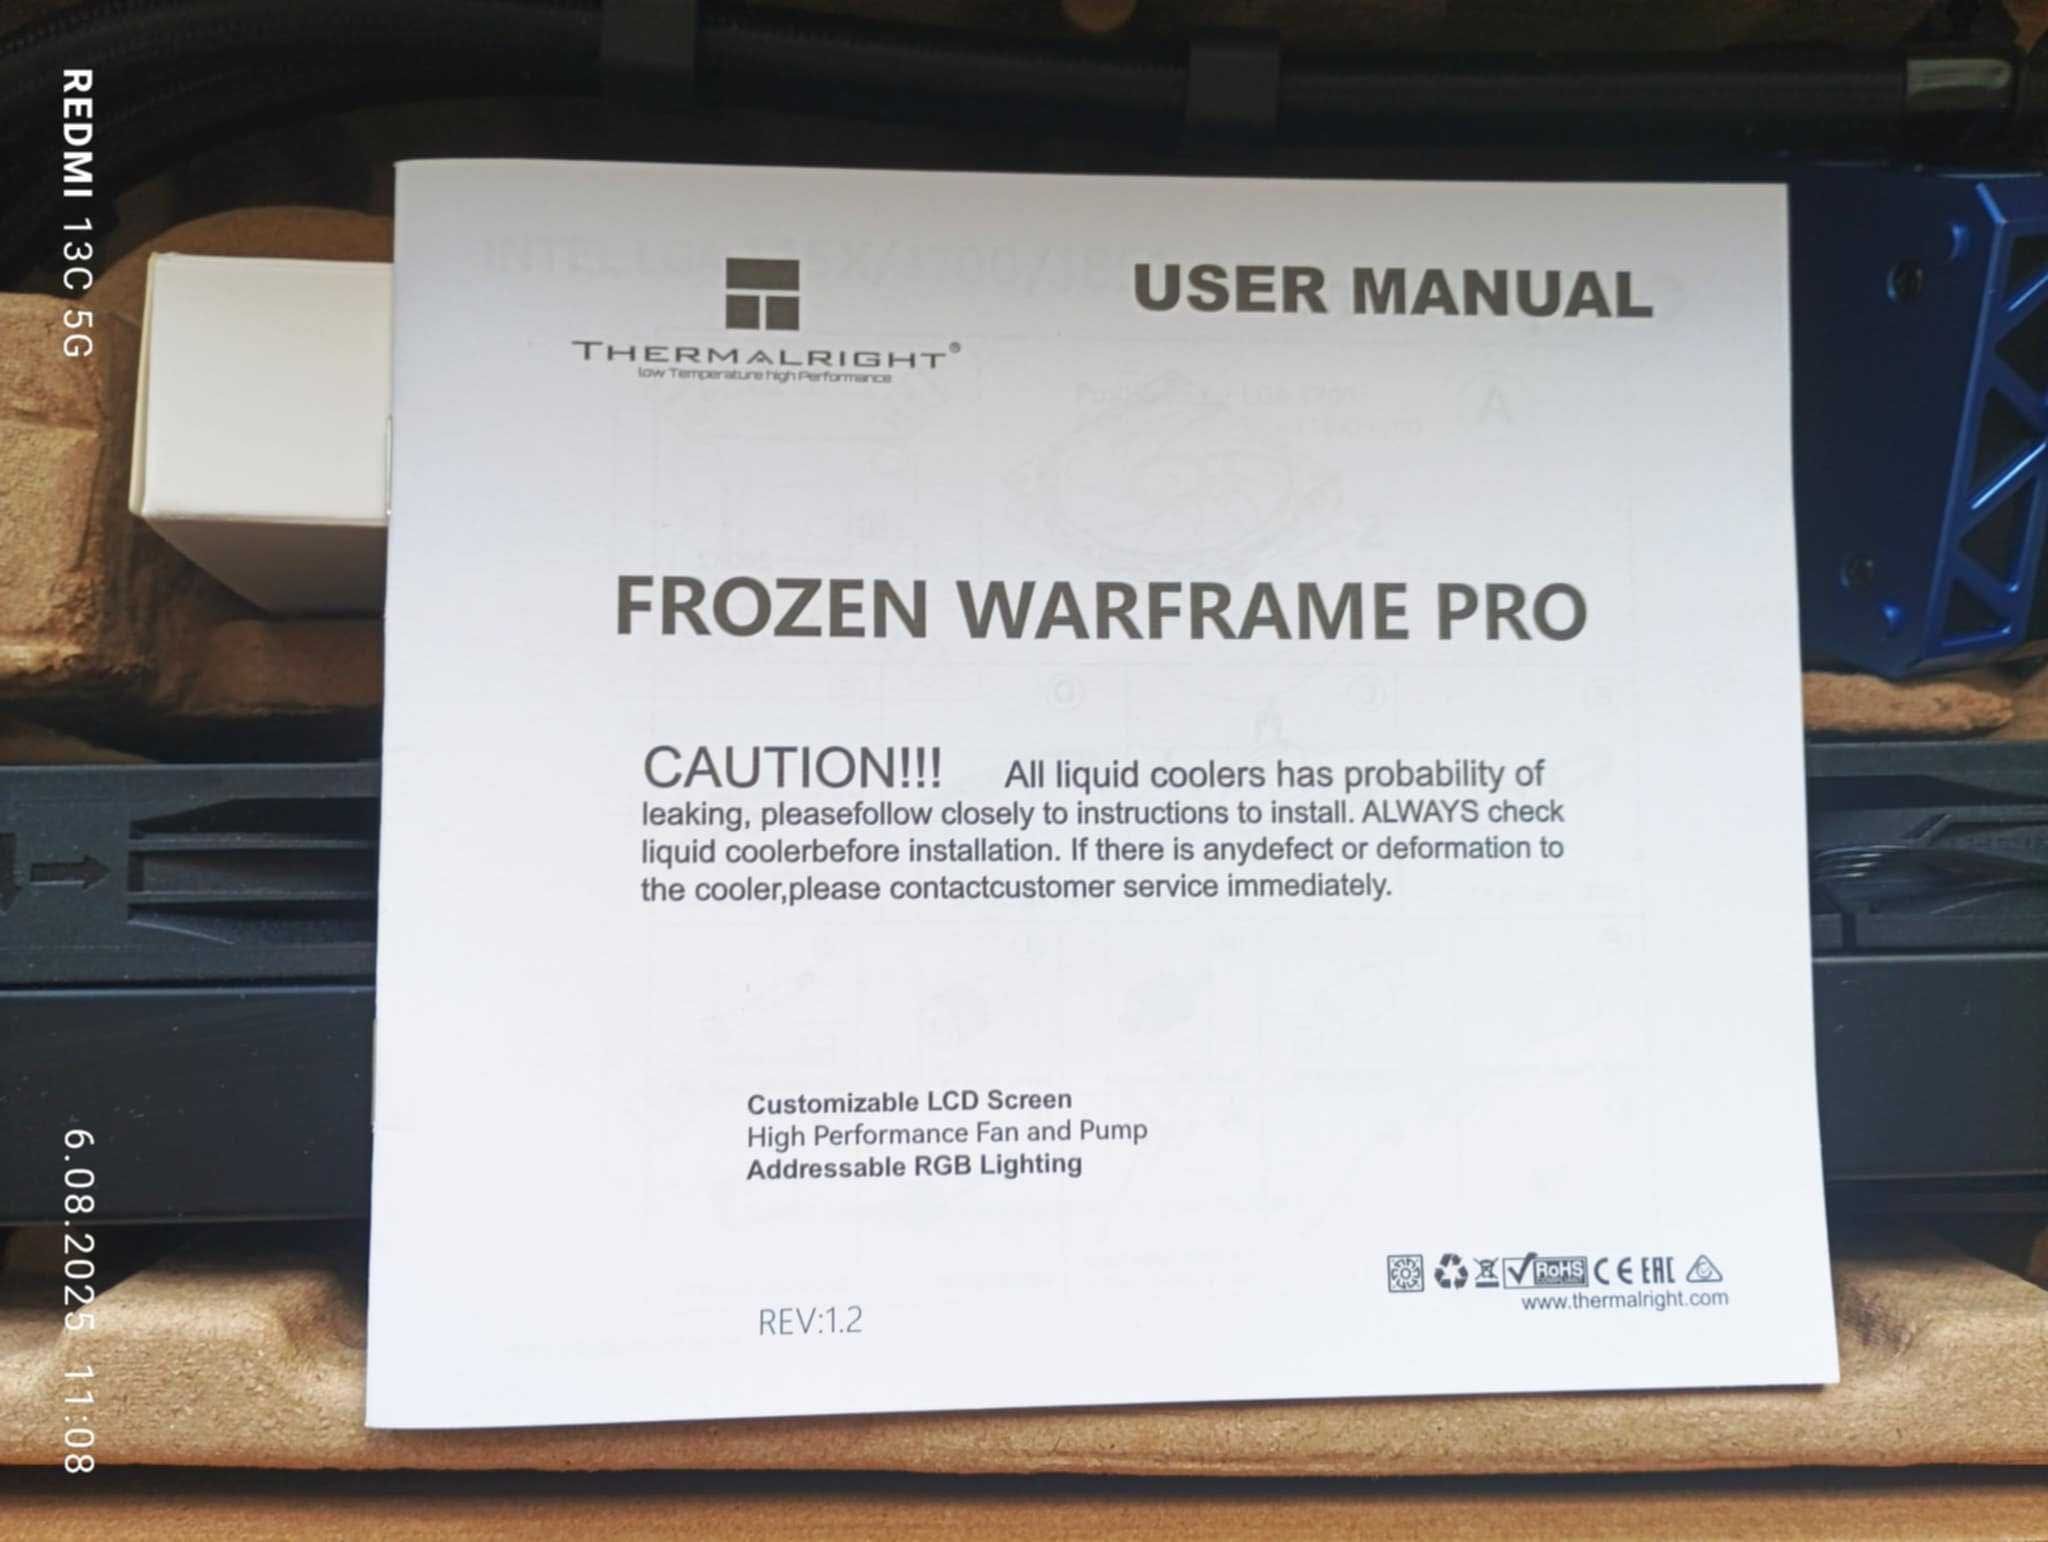 THERMALRIGHT®
low Temperature high Performance
USER MANUAL
FROZEN WARFRAME PRO
CAUTION!!! All liquid coolers has probability of
leaking, pleasefollow closely to instructions to install. ALWAYS check
liquid coolerbefore installation. If there is anydefect or deformation to
the cooler,please contactcustomer service immediately.
Customizable LCD Screen
High Performance Fan and Pump
Addressable RGB Lighting
REV:1.2
RoHS CE EAC
www.thermalright.com
REDMI 13C 5G
6.08.2025 11:08